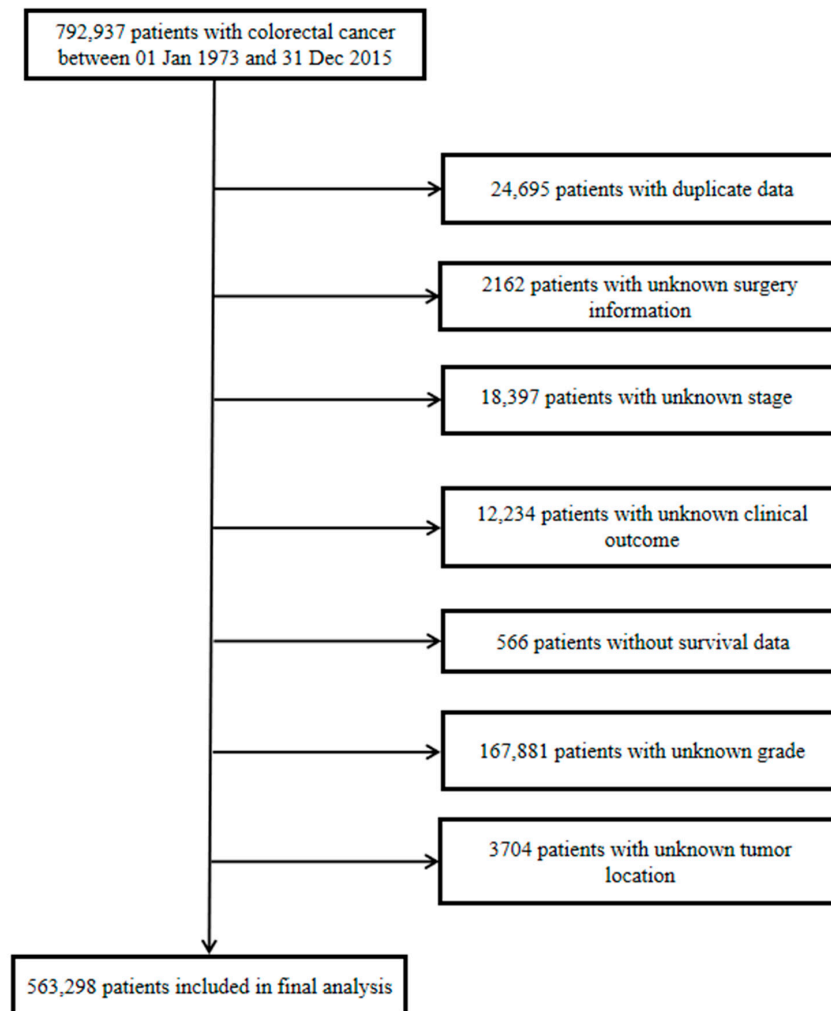 792,937 patients with colorectal cancer
between 01 Jan 1973 and 31 Dec 2015
24,695 patients with duplicate data
2162 patients with unknown surgery
information
18,397 patients with unknown stage
12,234 patients with unknown clinical
outcome
566 patients without survival data
167,881 patients with unknown grade
3704 patients with unknown tumor
location
563,298 patients included in final analysis